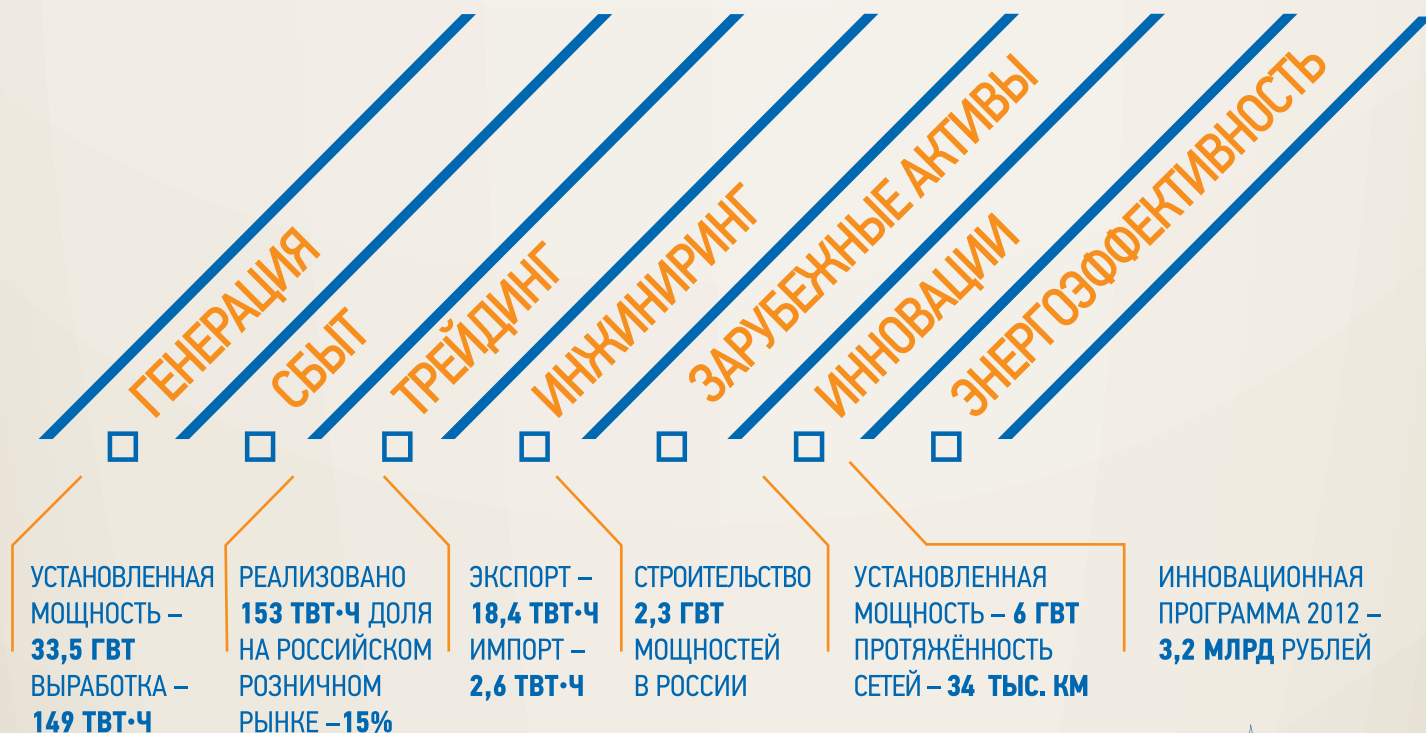 ГЕНЕРАЦИЯ
СБЫТ
ТРЕЙДИНГ
ИНЖИНИРИНГ
ЗАРУБЕЖНЫЕ АКТИВЫ
ИННОВАЦИИ
ЭНЕРГОЭФФЕКТИВНОСТЬ
УСТАНОВЛЕННАЯ
МОЩНОСТЬ –
33,5 ГВТ
ВЫРАБОТКА –
149 ТВТ·Ч
РЕАЛИЗОВАНО
153 ТВТ·Ч ДОЛЯ
НА РОССИЙСКОМ
РОЗНИЧНОМ
РЫНКЕ –15%
ЭКСПОРТ –
18,4 ТВТ·Ч
ИМПОРТ –
2,6 ТВТ·Ч
СТРОИТЕЛЬСТВО
2,3 ГВТ
МОЩНОСТЕЙ
В РОССИИ
УСТАНОВЛЕННАЯ
МОЩНОСТЬ – 6 ГВТ
ПРОТЯЖЁННОСТЬ
СЕТЕЙ – 34 ТЫС. КМ
ИННОВАЦИОННАЯ
ПРОГРАММА 2012 –
3,2 МЛРД РУБЛЕЙ